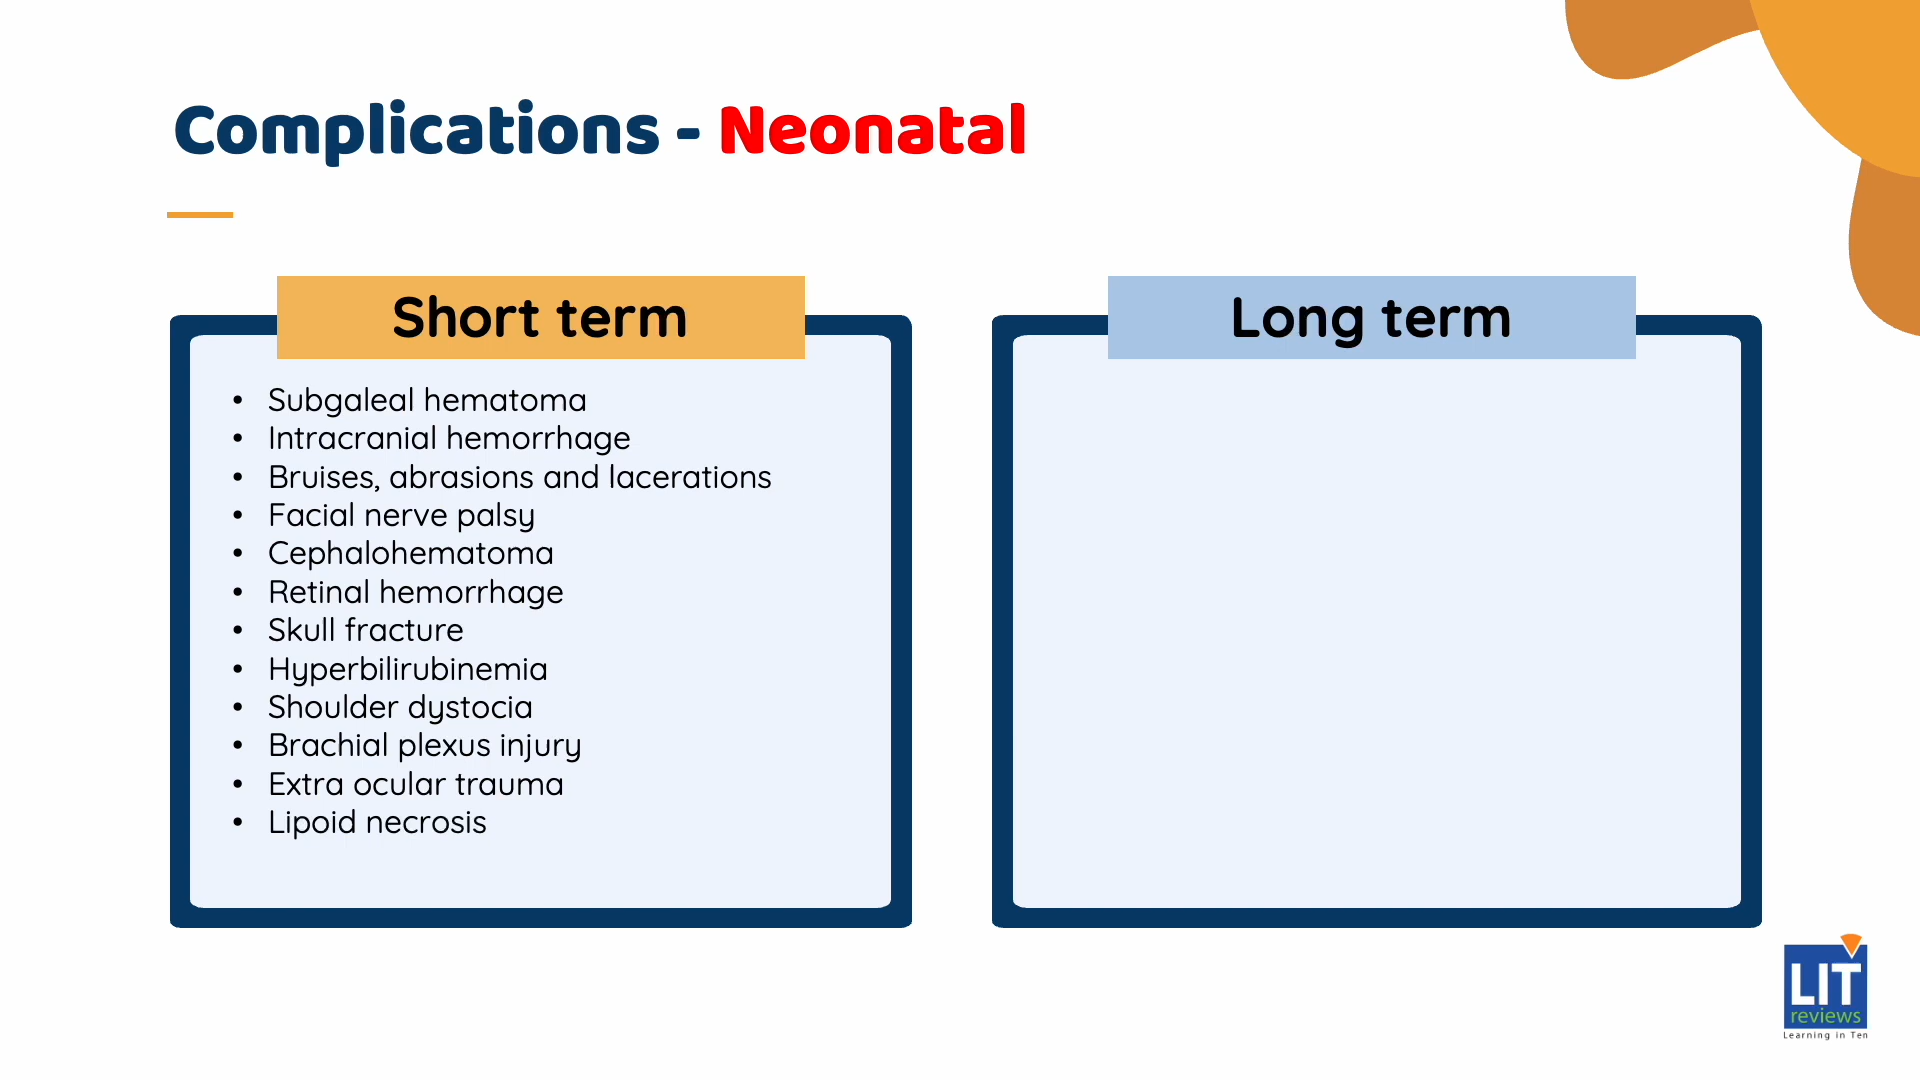 Complications - Neonatal
Short term
• Subgaleal hematoma
• Intracranial hemorrhage
• Bruises, abrasions and lacerations
• Facial nerve palsy
• Cephalohematoma
• Retinal hemorrhage
• Skull fracture
• Hyperbilirubinemia
• Shoulder dystocia
• Brachial plexus injury
• Extra ocular trauma
• Lipoid necrosis
Long term
LIT
reviews
Learning in Ten